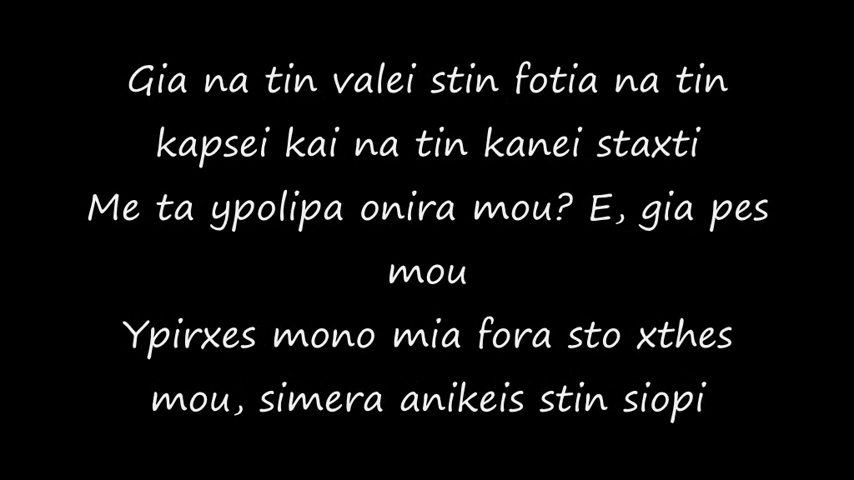 Gia na tin valei stin fotia na tin
kapsei kai na tin kanei staxti
Me ta ypolipa onira mou? E, gia pes
mou
Ypirxes mono mia fora sto xthes
mou, simera anikeis stin siopi